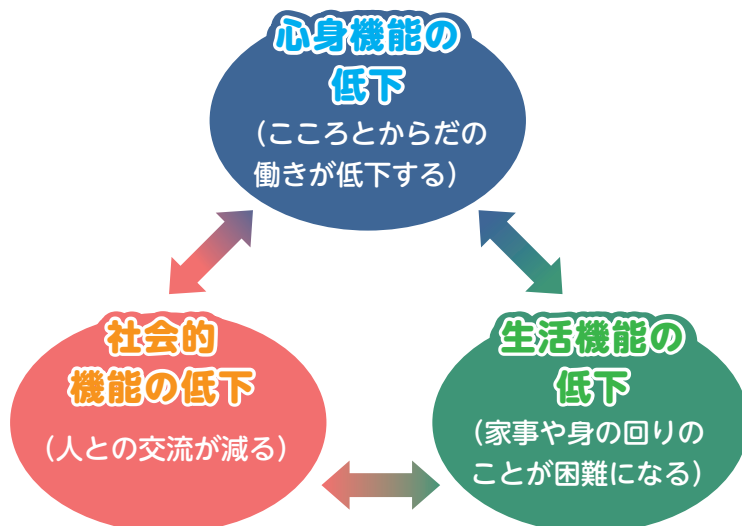 心身機能の
低下
（こころとからだの
働きが低下する）
社会的
機能の低下
（人との交流が減る）
生活機能の
低下
（家事や身の回りの
ことが困難になる）